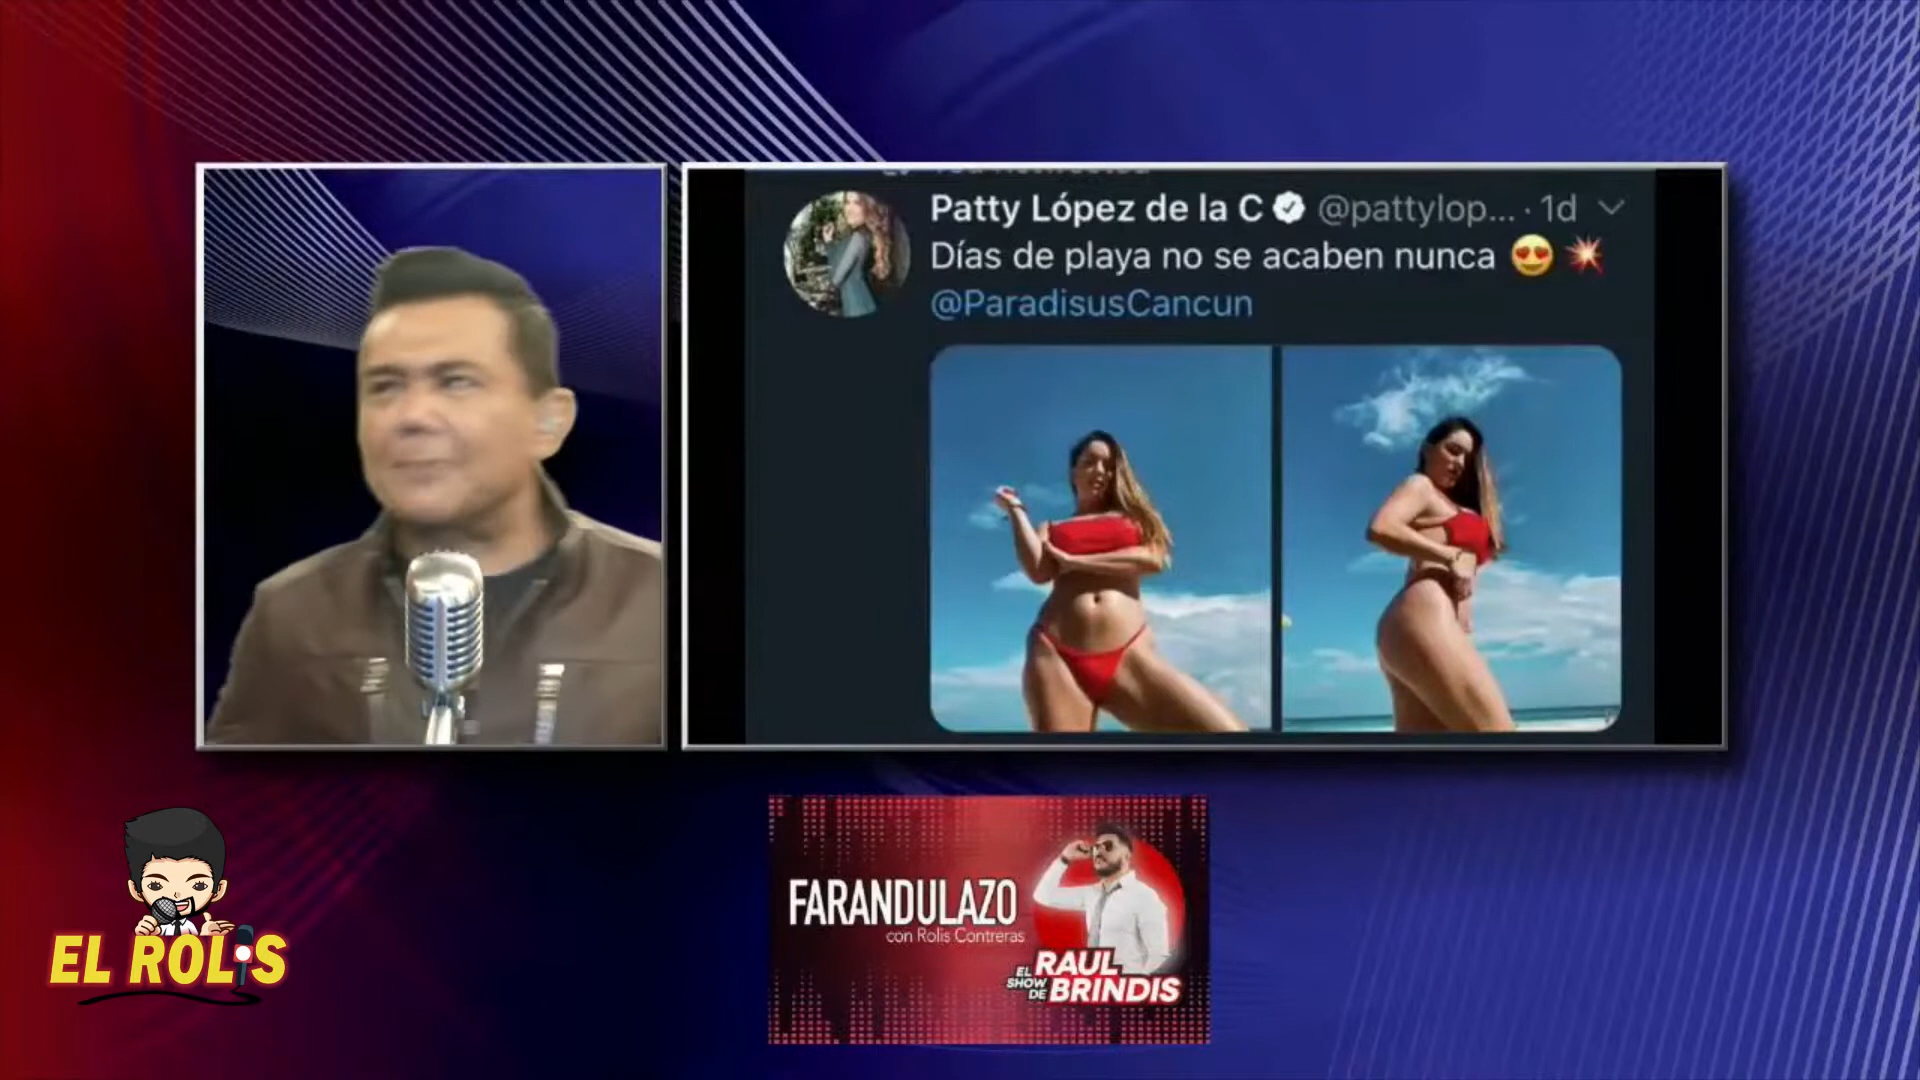 Patty López de la C @pattylop... · 1d
Días de playa no se acaben nunca 😍 💥
@ParadisusCancun
EL ROLIS
FARANDULAZO
con Rolis Contreras
EL SHOW DE RAUL BRINDIS